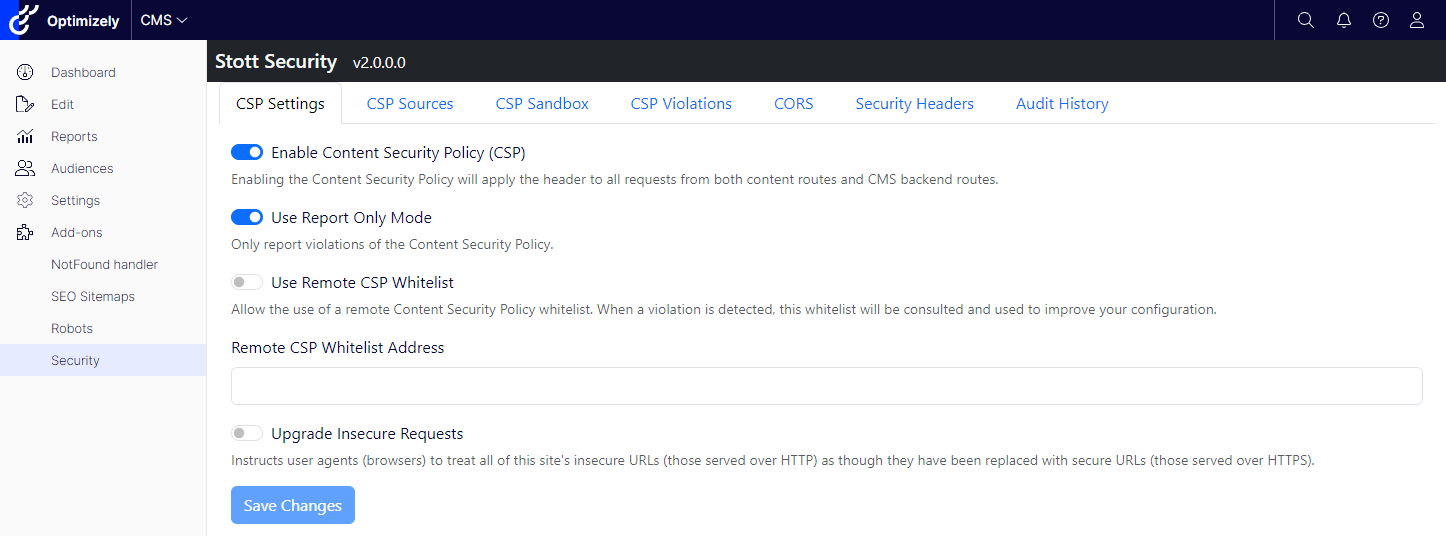 Optimizely
CMS
Stott Security v2.0.0.0
Dashboard
Edit
Reports
Audiences
Settings
Add-ons
NotFound handler
SEO Sitemaps
Robots
Security
CSP Settings
CSP Sources
CSP Sandbox
CSP Violations
CORS
Security Headers
Audit History
Enable Content Security Policy (CSP)
Enabling the Content Security Policy will apply the header to all requests from both content routes and CMS backend routes.
Use Report Only Mode
Only report violations of the Content Security Policy.
Use Remote CSP Whitelist
Allow the use of a remote Content Security Policy whitelist. When a violation is detected, this whitelist will be consulted and used to improve your configuration.
Remote CSP Whitelist Address
Upgrade Insecure Requests
Instructs user agents (browsers) to treat all of this site's insecure URLs (those served over HTTP) as though they have been replaced with secure URLs (those served over HTTPS).
Save Changes